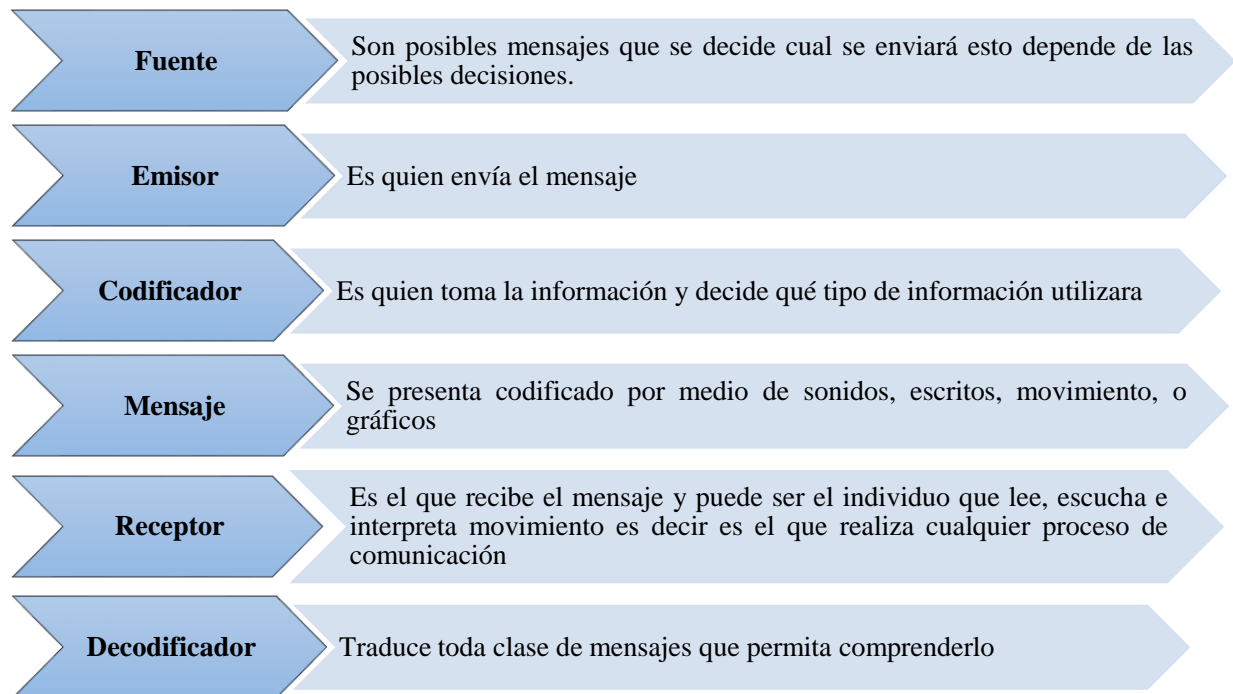 Fuente
Son posibles mensajes que se decide cual se enviará esto depende de las
posibles decisiones.
Emisor
Es quien envía el mensaje
Codificador
Es quien toma la información y decide qué tipo de información utilizara
Mensaje
Se presenta codificado por medio de sonidos, escritos, movimiento, o
gráficos
Receptor
Es el que recibe el mensaje y puede ser el individuo que lee, escucha e
interpreta movimiento es decir es el que realiza cualquier proceso de
comunicación
Decodificador
Traduce toda clase de mensajes que permita comprenderlo